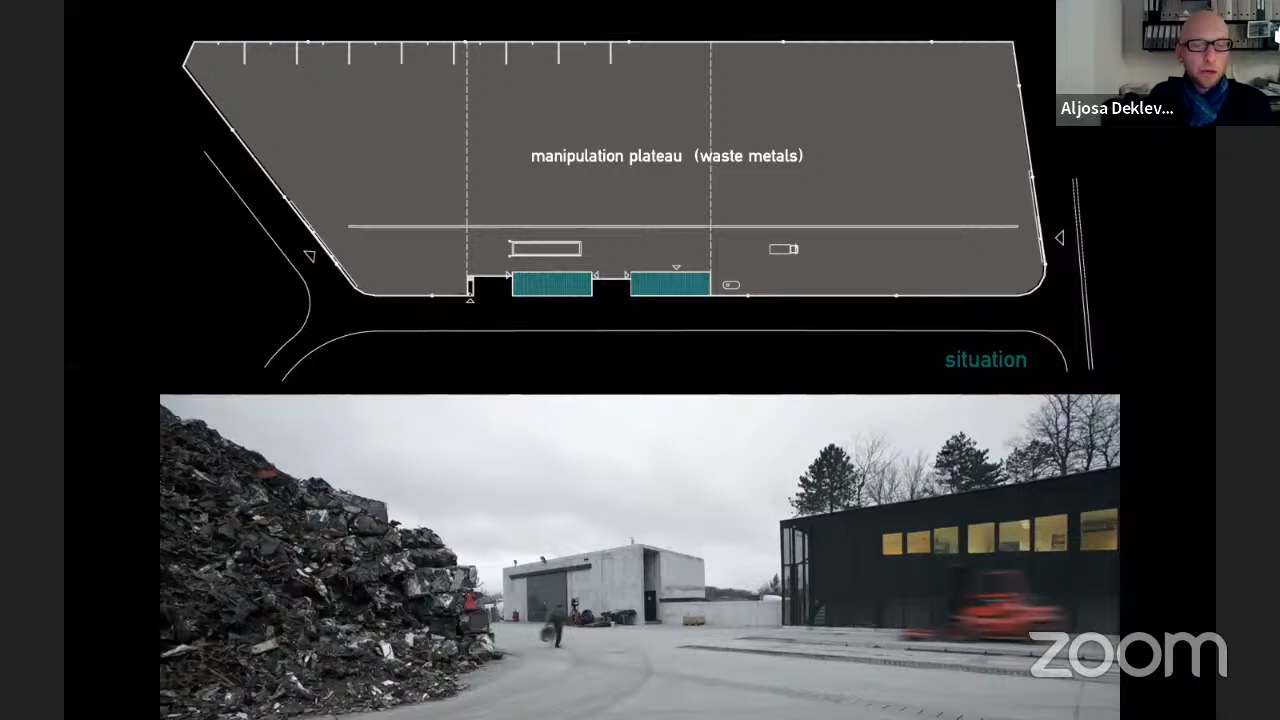 Aljosa Deklev...
manipulation plateau (waste metals)
situation
zoom